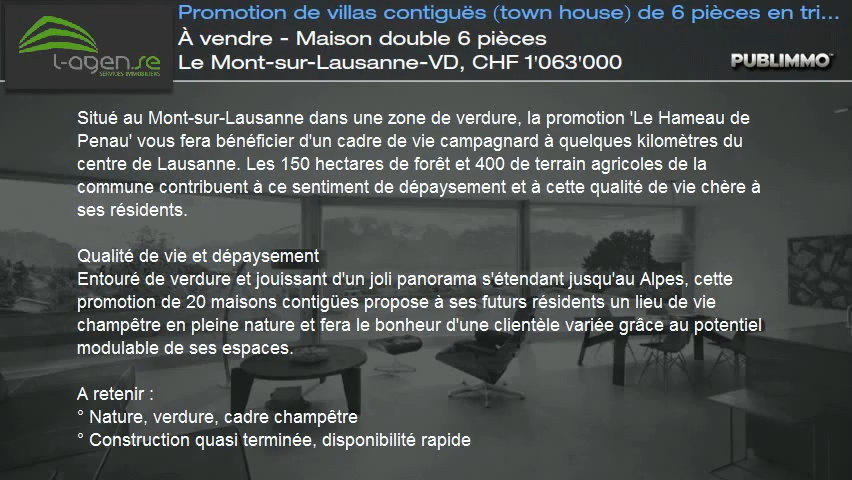 Promotion de villas contiguës (town house) de 6 pièces en tri...
À vendre - Maison double 6 pièces
Le Mont-sur-Lausanne-VD, CHF 1'063'000
l-agen.se
SERVICES IMMOBILIERS
PUBLIMMO™
Situé au Mont-sur-Lausanne dans une zone de verdure, la promotion 'Le Hameau de
Penau' vous fera bénéficier d'un cadre de vie campagnard à quelques kilomètres du
centre de Lausanne. Les 150 hectares de forêt et 400 de terrain agricoles de la
commune contribuent à ce sentiment de dépaysement et à cette qualité de vie chère à
ses résidents.
Qualité de vie et dépaysement
Entouré de verdure et jouissant d'un joli panorama s'étendant jusqu'au Alpes, cette
promotion de 20 maisons contigües propose à ses futurs résidents un lieu de vie
champêtre en pleine nature et fera le bonheur d'une clientèle variée grâce au potentiel
modulable de ses espaces.
A retenir :
° Nature, verdure, cadre champêtre
° Construction quasi terminée, disponibilité rapide